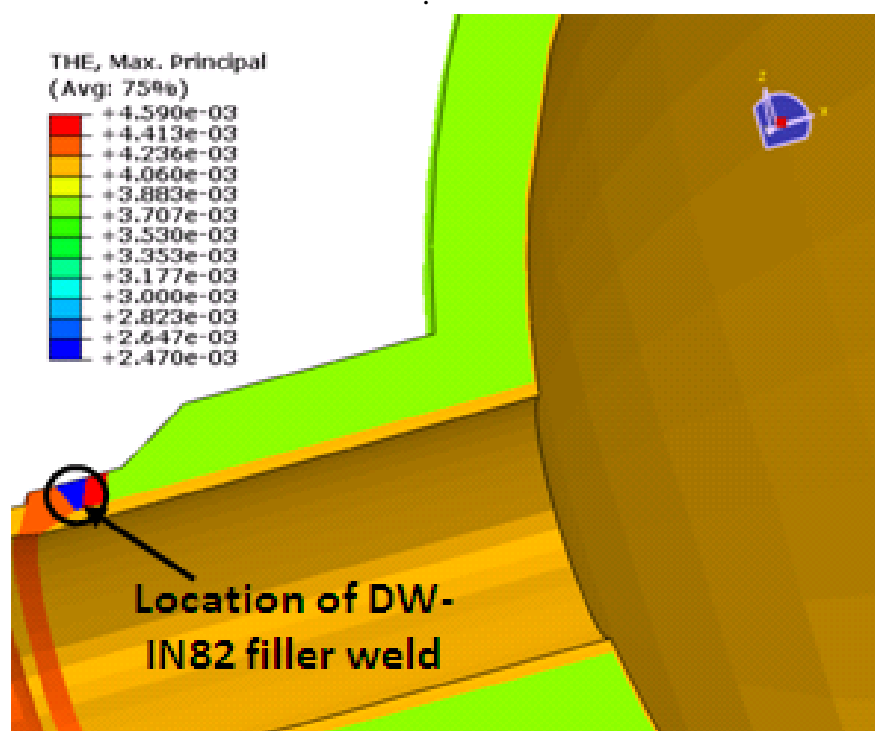 THE, Max. Principal
(Avg: 75%)
+4.590e-03
+4.413e-03
+4.236e-03
+4.060e-03
+3.883e-03
+3.707e-03
+3.530e-03
+3.353e-03
+3.177e-03
+3.000e-03
+2.823e-03
+2.647e-03
+2.470e-03
Location of DW-
IN82 filler weld